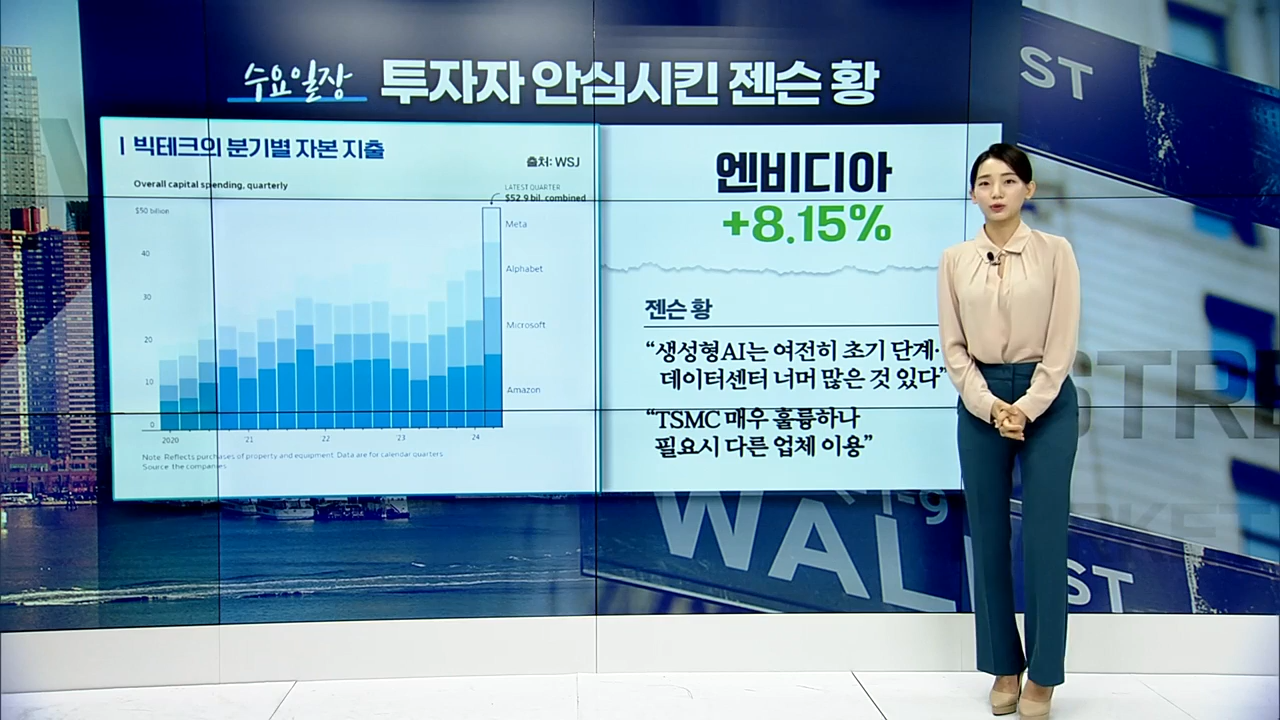 수요일장 투자자 안심시킨 젠슨 황
빅테크의 분기별 자본 지출
출처: WSJ
Overall capital spending, quarterly
LATEST QUARTER
$52.9 bil. combined
$50 billion
40
30
20
10
0
Meta
Alphabet
Microsoft
Amazon
2020 '21 '22 '23 '24
Note: Reflects purchases of property and equipment. Data are for calendar quarters.
Source: the companies
엔비디아
+8.15%
젠슨 황
“생성형AI는 여전히 초기 단계·
데이터센터 너머 많은 것 있다”
“TSMC 매우 훌륭하나
필요시 다른 업체 이용”
ST
STRE
1-9
WALL
ST